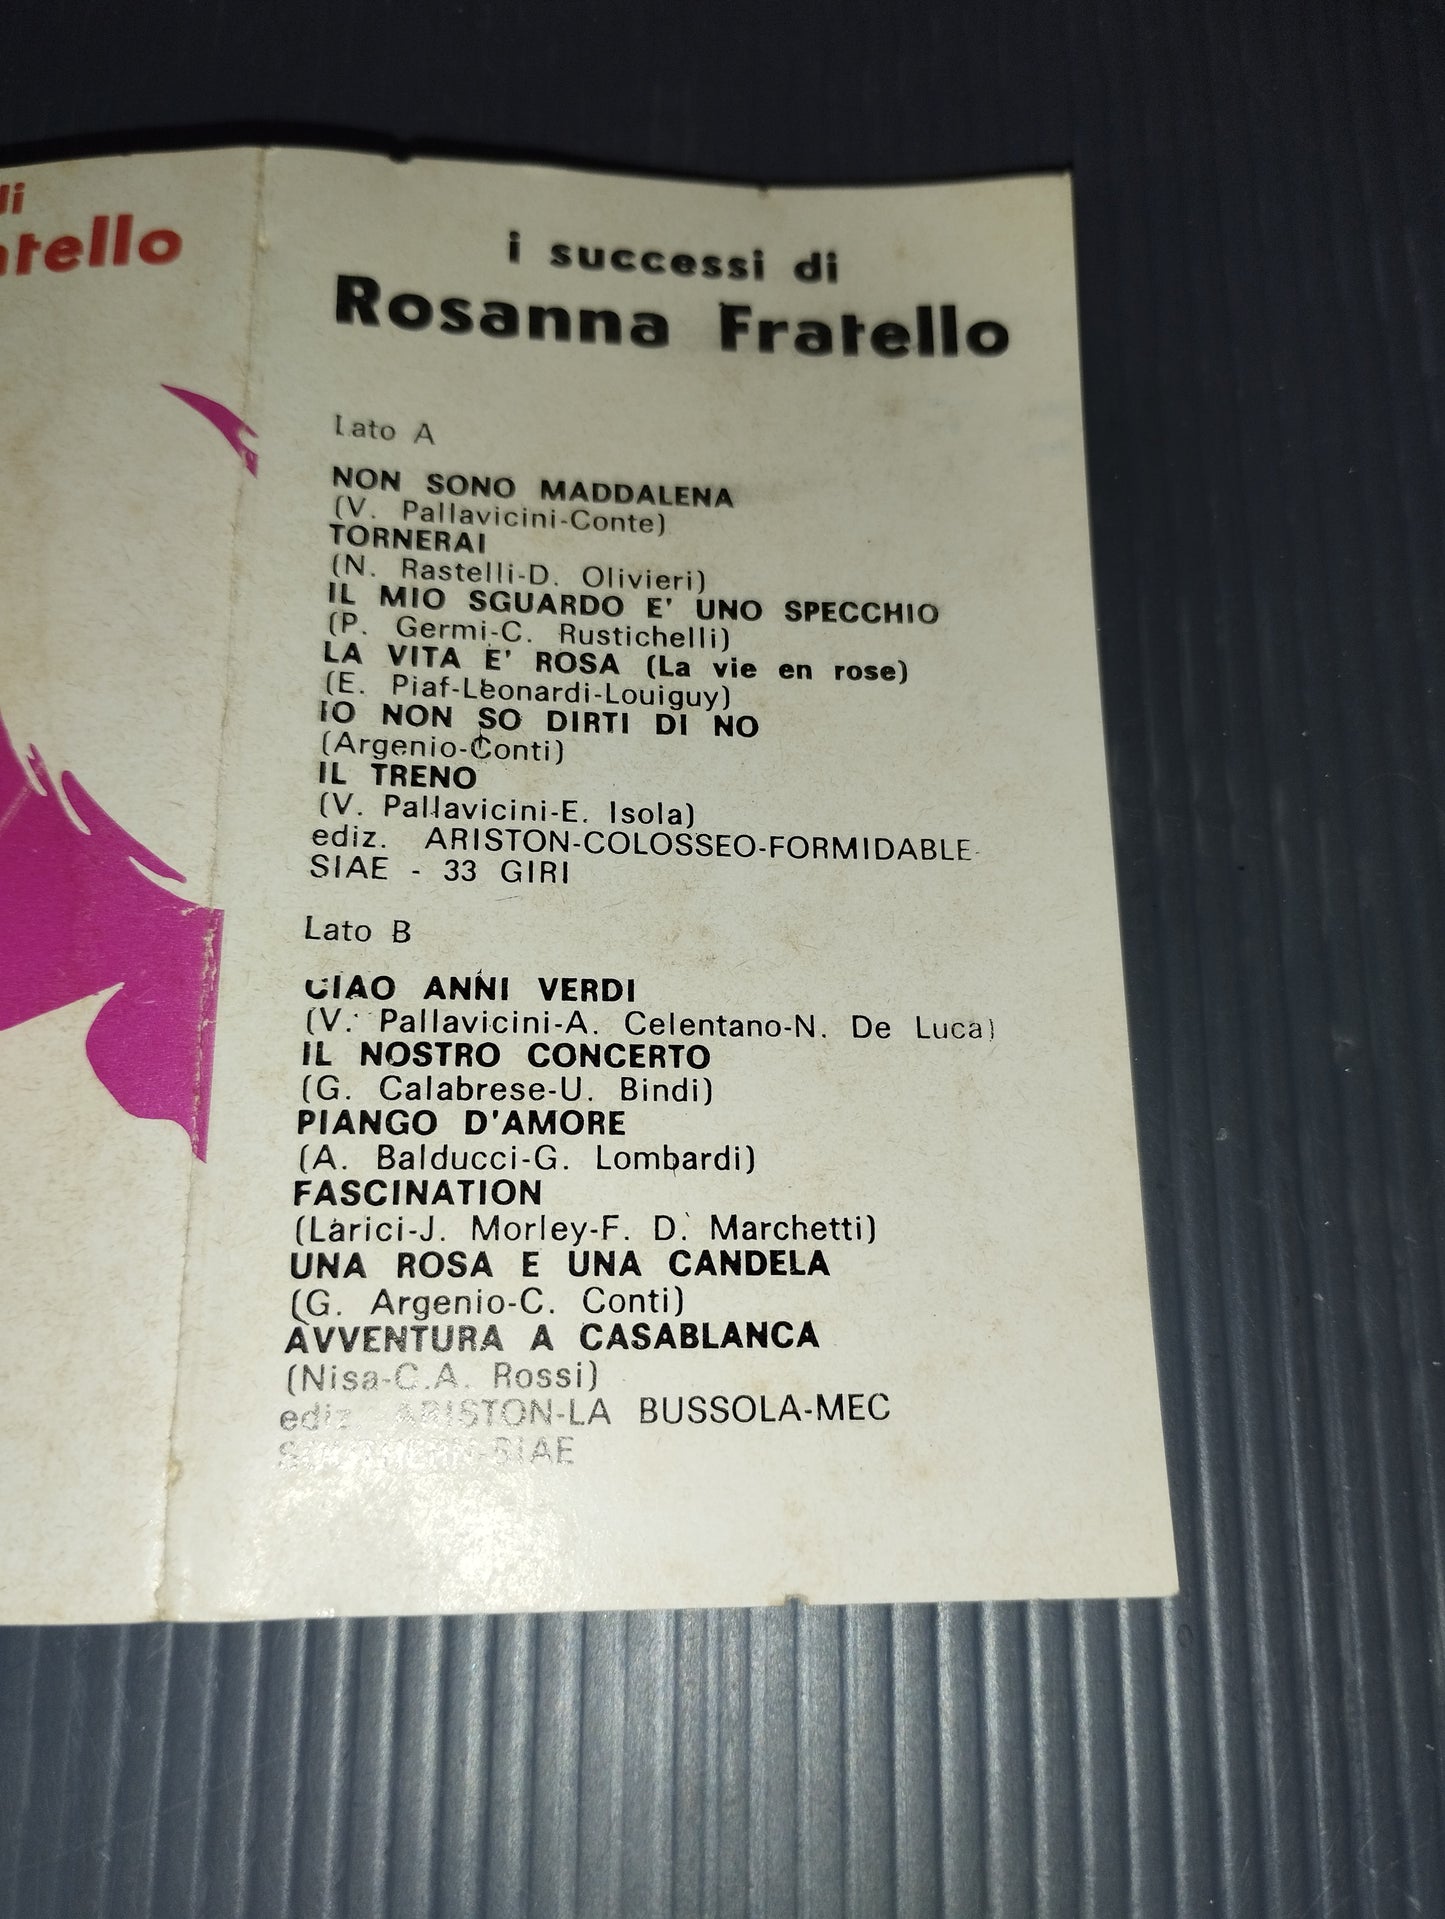 di
atello
i successi di
Rosanna Fratello
Lato A
NON SONO MADDALENA
(V. Pallavicini-Conte)
TORNERAI
(N. Rastelli-D. Olivieri)
IL MIO SGUARDO E' UNO SPECCHIO
(P. Germi-C. Rustichelli)
LA VITA E' ROSA (La vie en rose)
(E. Piaf-Leonardi-Louiguy)
IO NON SO DIRTI DI NO
(Argenio-Conti)
IL TRENO
(V. Pallavicini-E. Isola)
ediz. ARISTON-COLOSSEO-FORMIDABLE-
SIAE - 33 GIRI
Lato B
CIAO ANNI VERDI
(V. Pallavicini-A. Celentano-N. De Luca)
IL NOSTRO CONCERTO
(G. Calabrese-U. Bindi)
PIANGO D'AMORE
(A. Balducci-G. Lombardi)
FASCINATION
(Larici-J. Morley-F. D. Marchetti)
UNA ROSA E UNA CANDELA
(G. Argenio-C. Conti)
AVVENTURA A CASABLANCA
(Nisa-C.A. Rossi)
ediz. ARISTON-LA BUSSOLA-MEC
SOUTHERN-SIAE